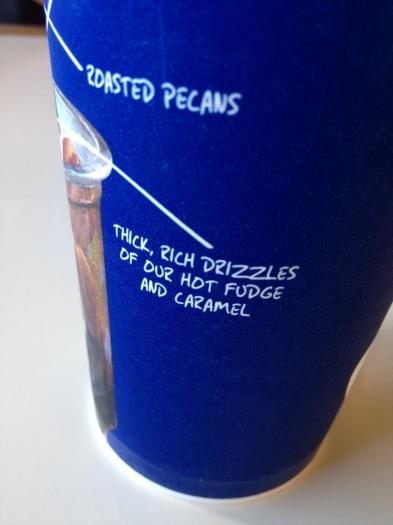 ROASTED PECANS
THICK, RICH DRIZZLES
OF OUR HOT FUDGE
AND CARAMEL